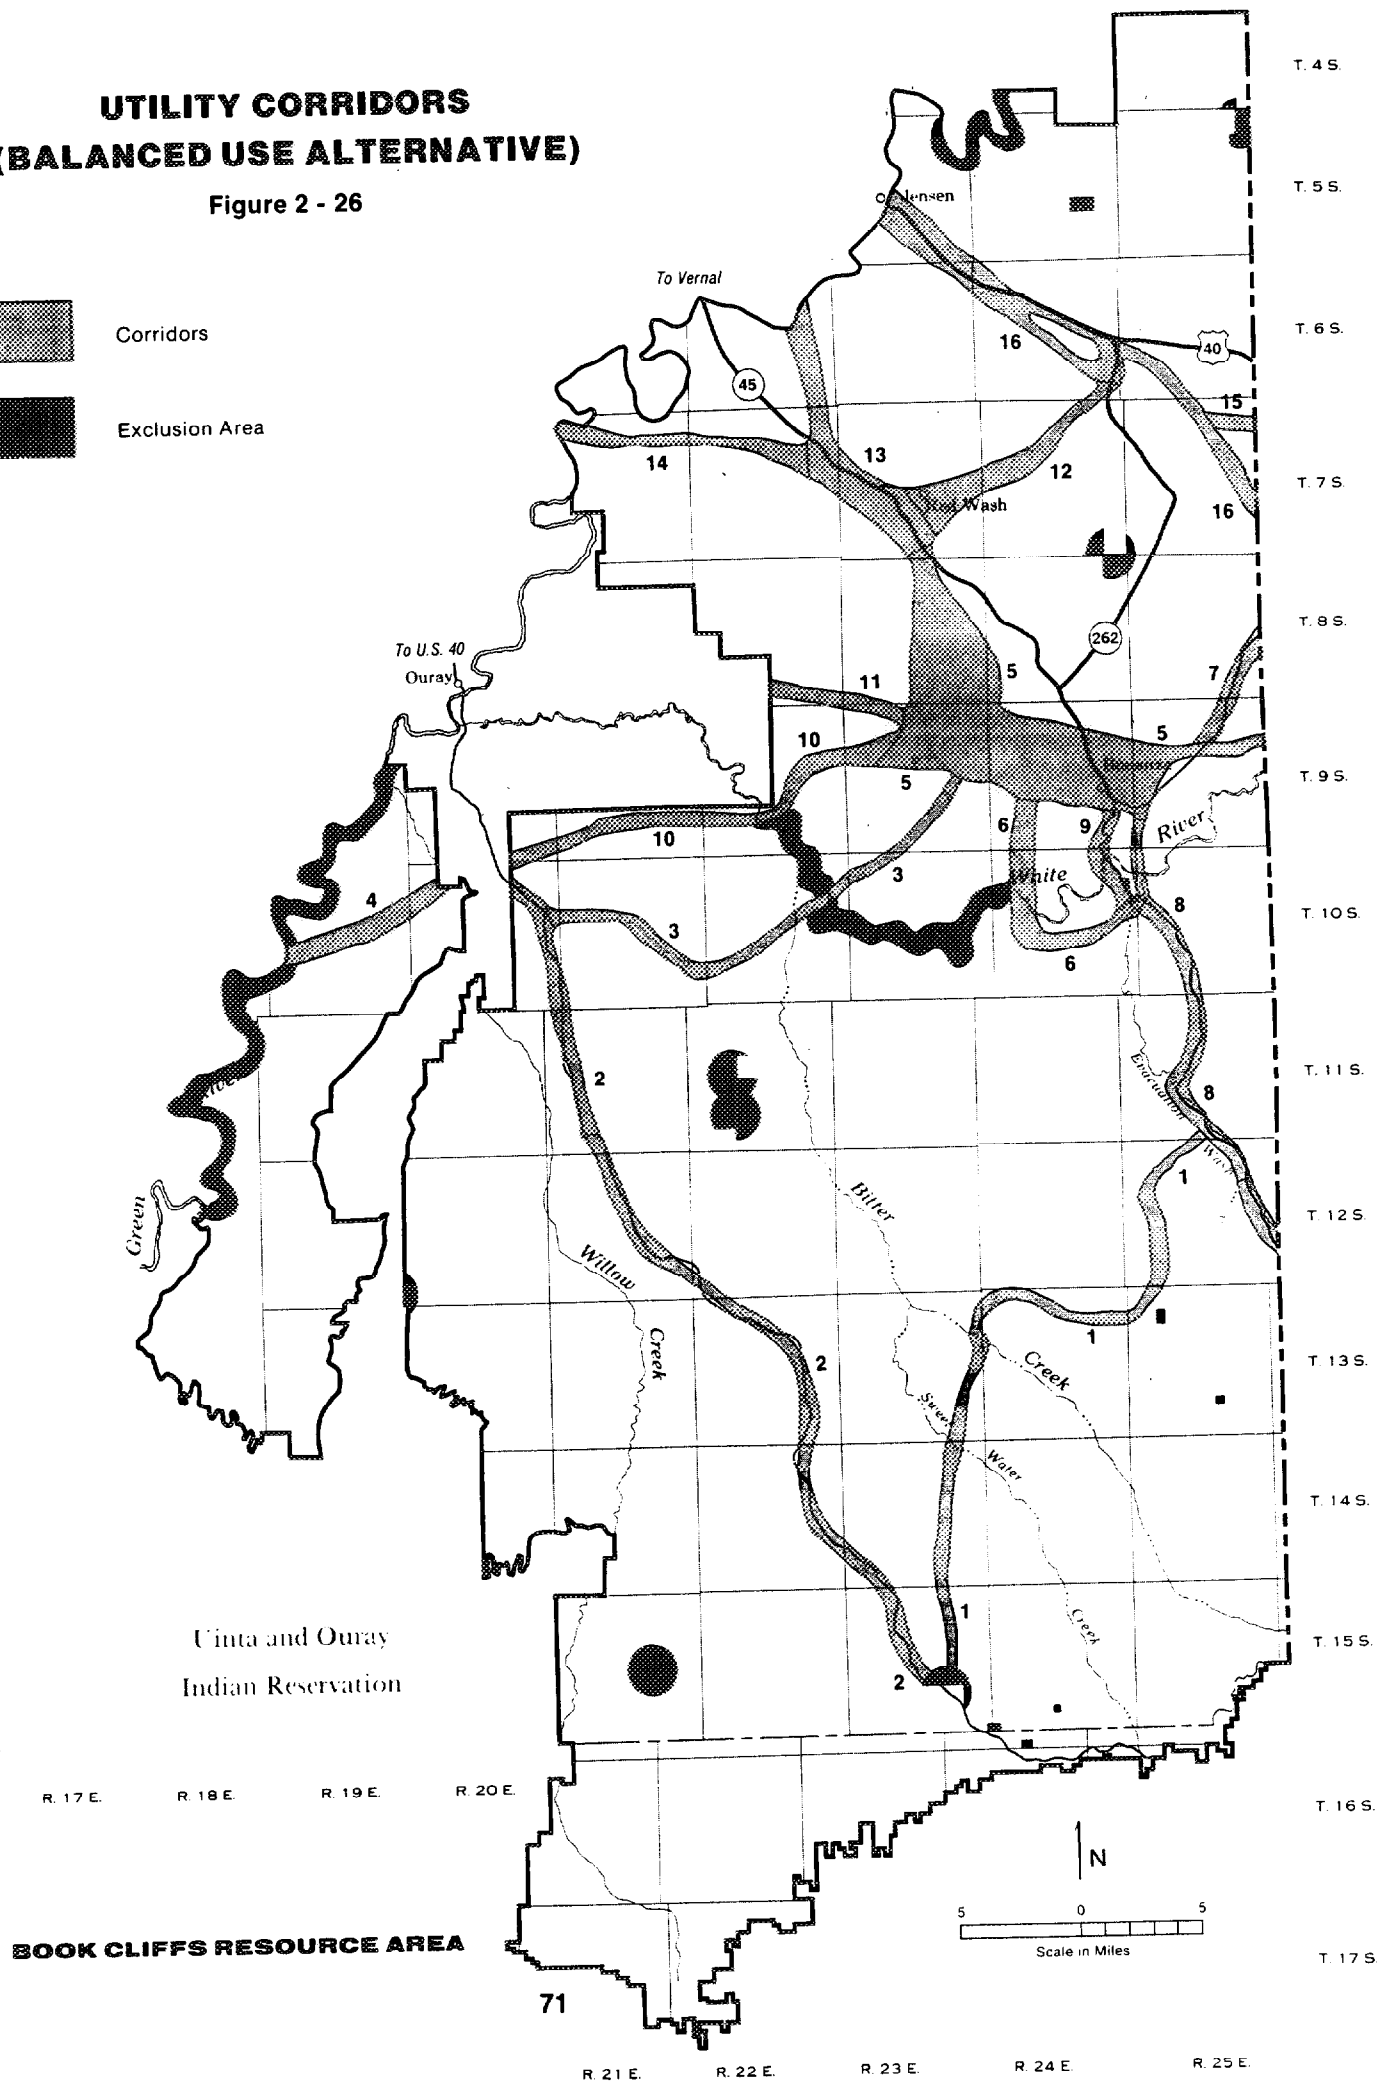 UTILITY CORRIDORS
(BALANCED USE ALTERNATIVE)
Figure 2 - 26
Corridors
Exclusion Area
T. 4 S.
T. 5 S.
Jensen
To Vernal
T. 6 S.
16
40
45
15
13
14
12
T. 7 S.
Red Wash
16
T. 8 S.
262
To U.S. 40
Ouray
5
7
11
10
5
5
T. 9 S.
6
9
River
10
3
White
4
8
T. 10 S.
3
6
2
T. 11 S.
Evacuation
8
Wash
1
Green
Bitter
T. 12 S.
Willow
Creek
1
2
Creek
T. 13 S.
Sweet
Water
T. 14 S.
1
Creek
Uinta and Ouray
Indian Reservation
T. 15 S.
2
R. 17 E.
R. 18 E.
R. 19 E.
R. 20 E.
T. 16 S.
N
5
0
5
Scale in Miles
BOOK CLIFFS RESOURCE AREA
T. 17 S.
71
R. 21 E.
R. 22 E.
R. 23 E.
R. 24 E.
R. 25 E.